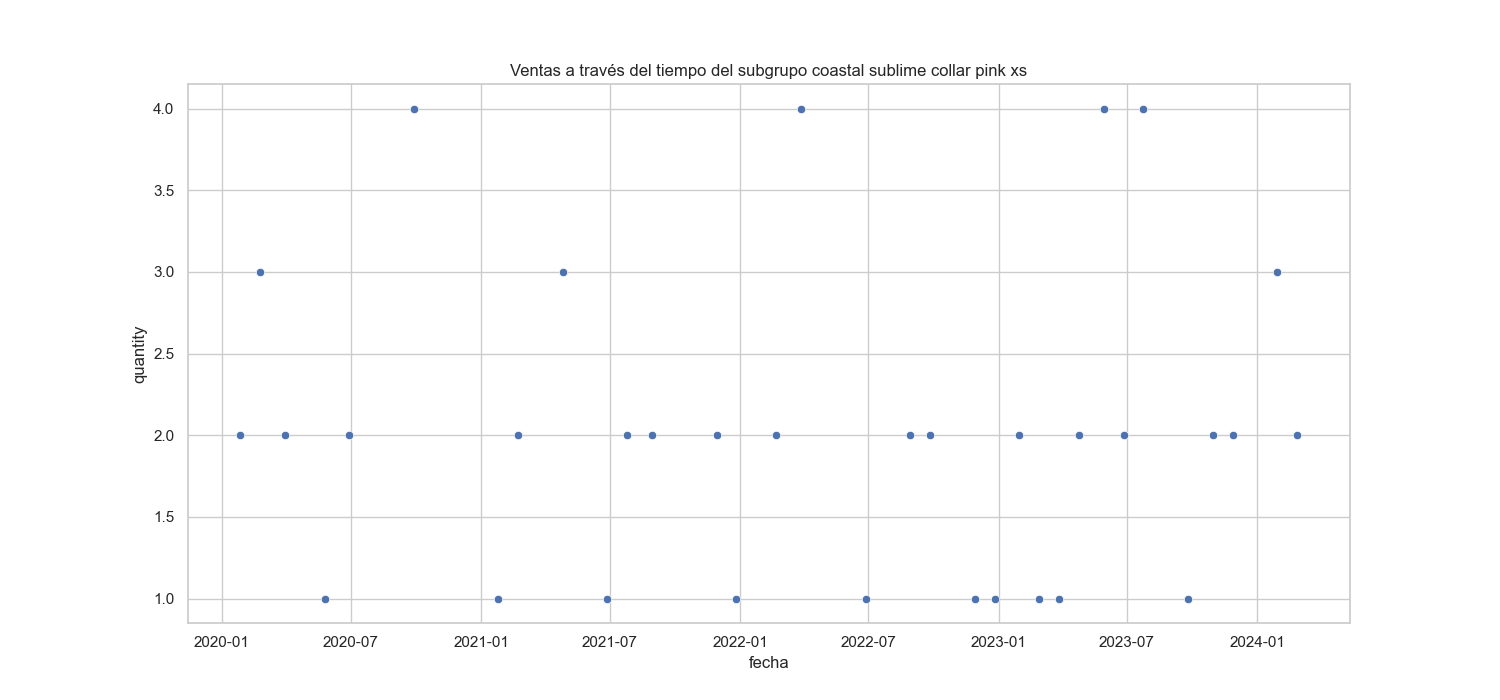 Ventas a través del tiempo del subgrupo coastal sublime collar pink xs
4.0
3.5
3.0
2.5
2.0
1.5
1.0
quantity
2020-01 2020-07 2021-01 2021-07 2022-01 2022-07 2023-01 2023-07 2024-01
fecha